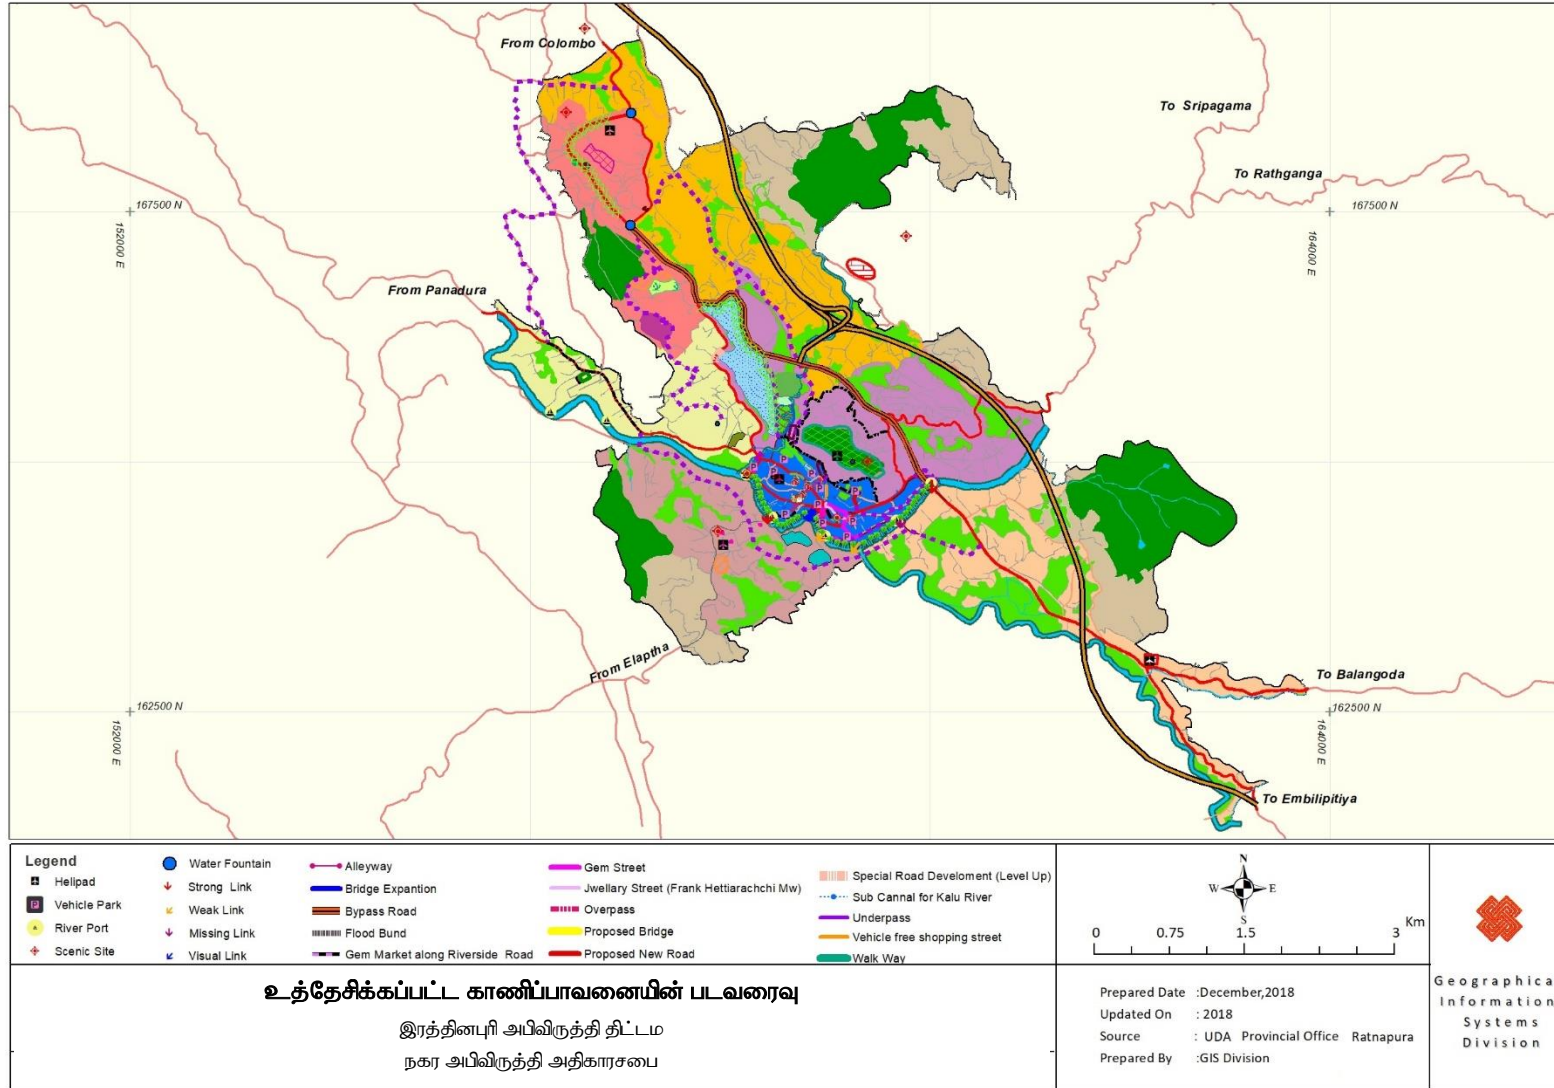 From Colombo
To Sripagama
To Rathganga
167500 N
167500 N
152000 E
164000 E
From Panadura
From Elaptha
To Balangoda
162500 N
162500 N
152000 E
164000 E
To Embilipitiya
Legend
Helipad
Vehicle Park
River Port
Scenic Site
Water Fountain
Strong Link
Weak Link
Missing Link
Visual Link
Alleyway
Bridge Expantion
Bypass Road
Flood Bund
Gem Market along Riverside Road
Gem Street
Jwellary Street (Frank Hettiarachchi Mw)
Overpass
Proposed Bridge
Proposed New Road
Special Road Develoment (Level Up)
Sub Cannal for Kalu River
Underpass
Vehicle free shopping street
Walk Way
N
W E
S
0 0.75 1.5 3 Km
உத்தேசிக்கப்பட்ட காணிப்பாவனையின் படவரைவு
இரத்தினபுரி அபிவிருத்தி திட்டம
நகர அபிவிருத்தி அதிகாரசபை
Prepared Date :December,2018
Updated On : 2018
Source : UDA Provincial Office Ratnapura
Prepared By :GIS Division
Geographica
Information
Systems
Division